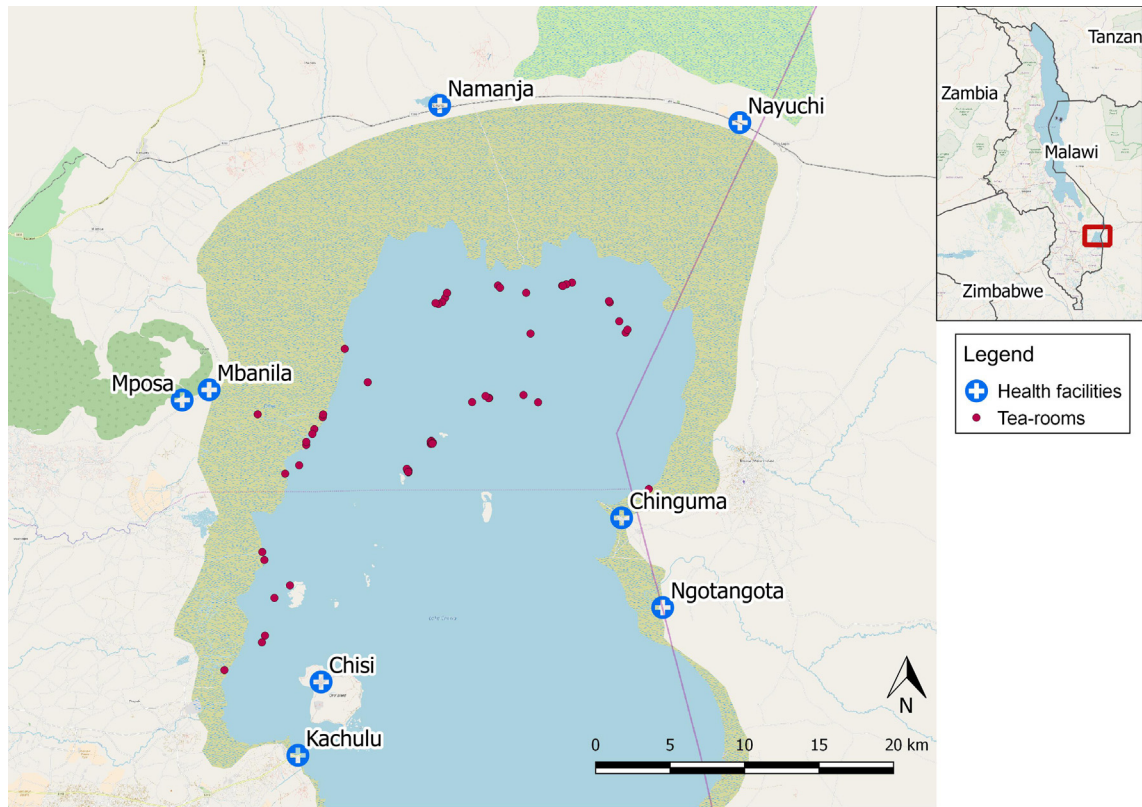 Namanja
Nayuchi
Mposa
Mbanila
Chinguma
Ngotangota
Chisi
Kachulu
N
0 5 10 15 20 km
Tanzan
Zambia
Malawi
Zimbabwe
Legend
Health facilities
Tea-rooms